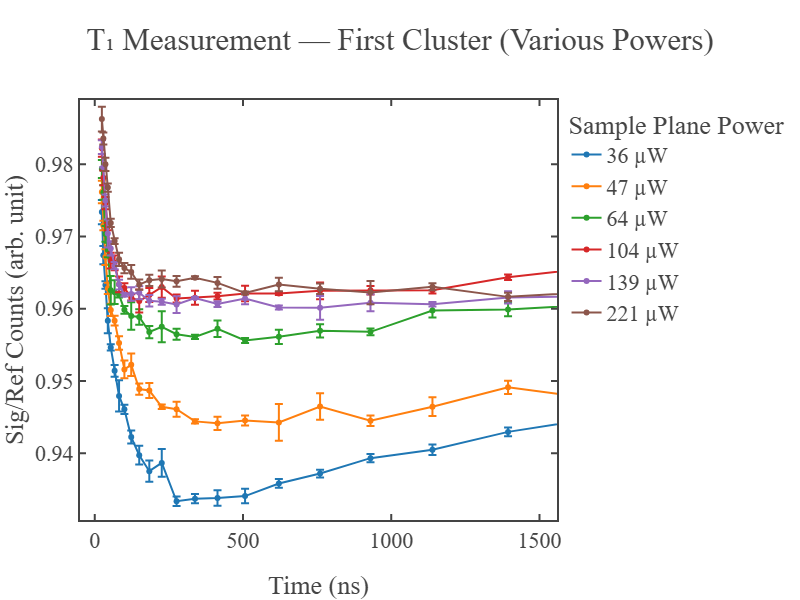 T₁ Measurement — First Cluster (Various Powers)
Sample Plane Power
36 µW
47 µW
64 µW
104 µW
139 µW
221 µW
Sig/Ref Counts (arb. unit)
0.98
0.97
0.96
0.95
0.94
0 500 1000 1500
Time (ns)